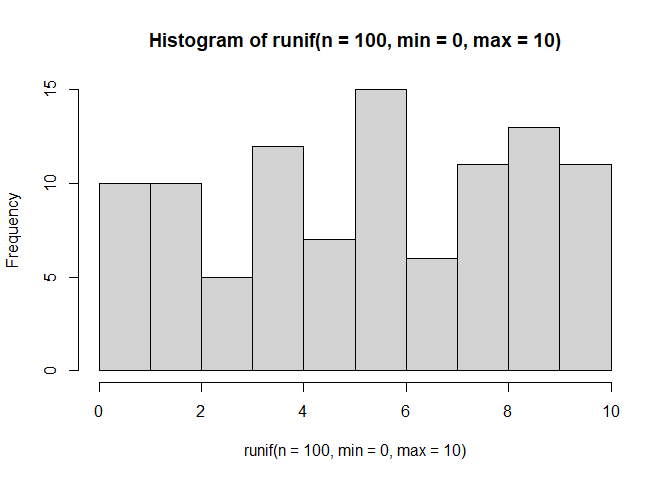 Histogram of runif(n = 100, min = 0, max = 10)
Frequency
15
10
5
0
0 2 4 6 8 10
runif(n = 100, min = 0, max = 10)